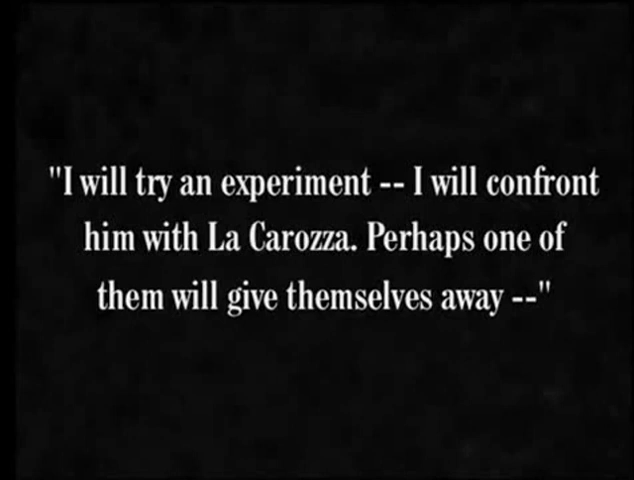 "I will try an experiment -- I will confront
him with La Carozza. Perhaps one of
them will give themselves away --"